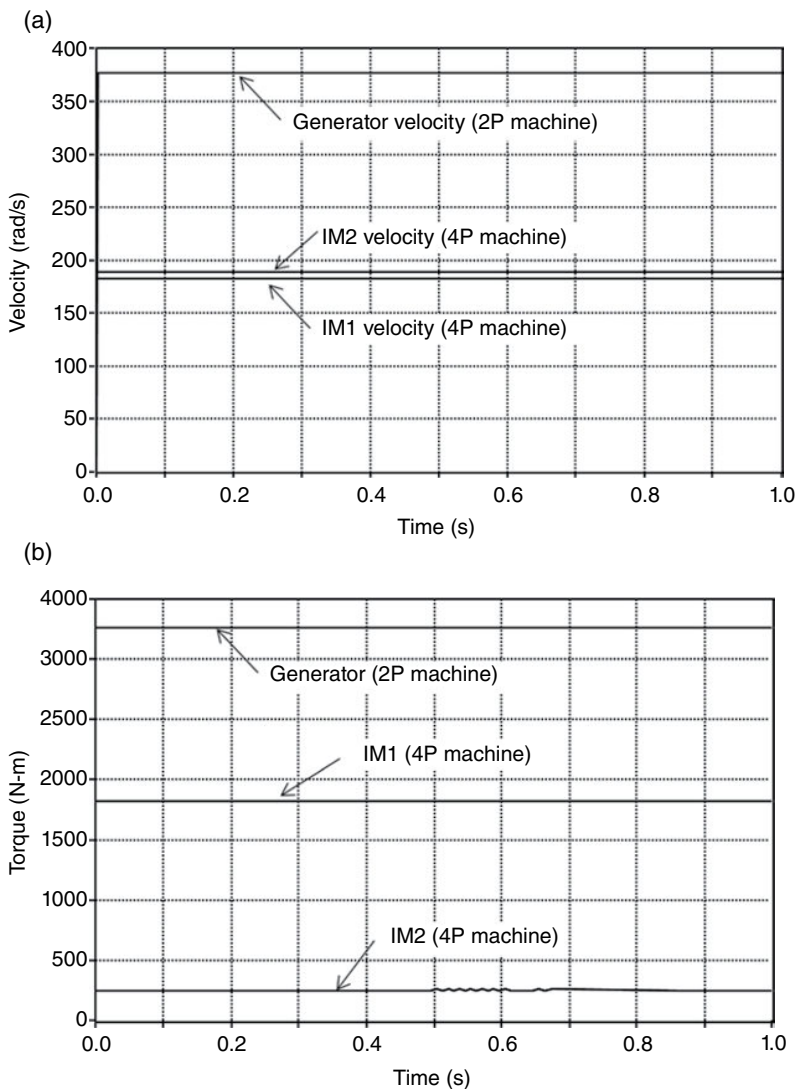 (a)
400
350
300
250
200
150
100
50
0
Velocity (rad/s)
Generator velocity (2P machine)
IM2 velocity (4P machine)
IM1 velocity (4P machine)
0.0 0.2 0.4 0.6 0.8 1.0
Time (s)
(b)
4000
3500
3000
2500
2000
1500
1000
500
0
Torque (N-m)
Generator (2P machine)
IM1 (4P machine)
IM2 (4P machine)
0.0 0.2 0.4 0.6 0.8 1.0
Time (s)